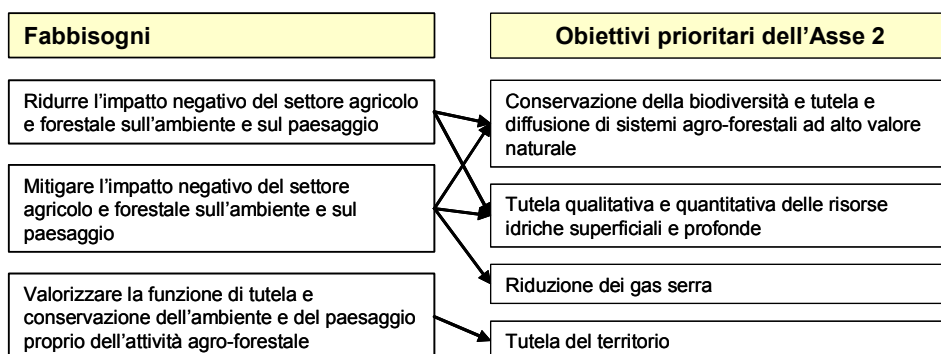 Fabbisogni
Obiettivi prioritari dell'Asse 2
Ridurre l'impatto negativo del settore agricolo
e forestale sull'ambiente e sul paesaggio
Mitigare l'impatto negativo del settore
agricolo e forestale sull'ambiente e sul
paesaggio
Valorizzare la funzione di tutela e
conservazione dell'ambiente e del paesaggio
proprio dell'attività agro-forestale
Conservazione della biodiversità e tutela e
diffusione di sistemi agro-forestali ad alto valore
naturale
Tutela qualitativa e quantitativa delle risorse
idriche superficiali e profonde
Riduzione dei gas serra
Tutela del territorio